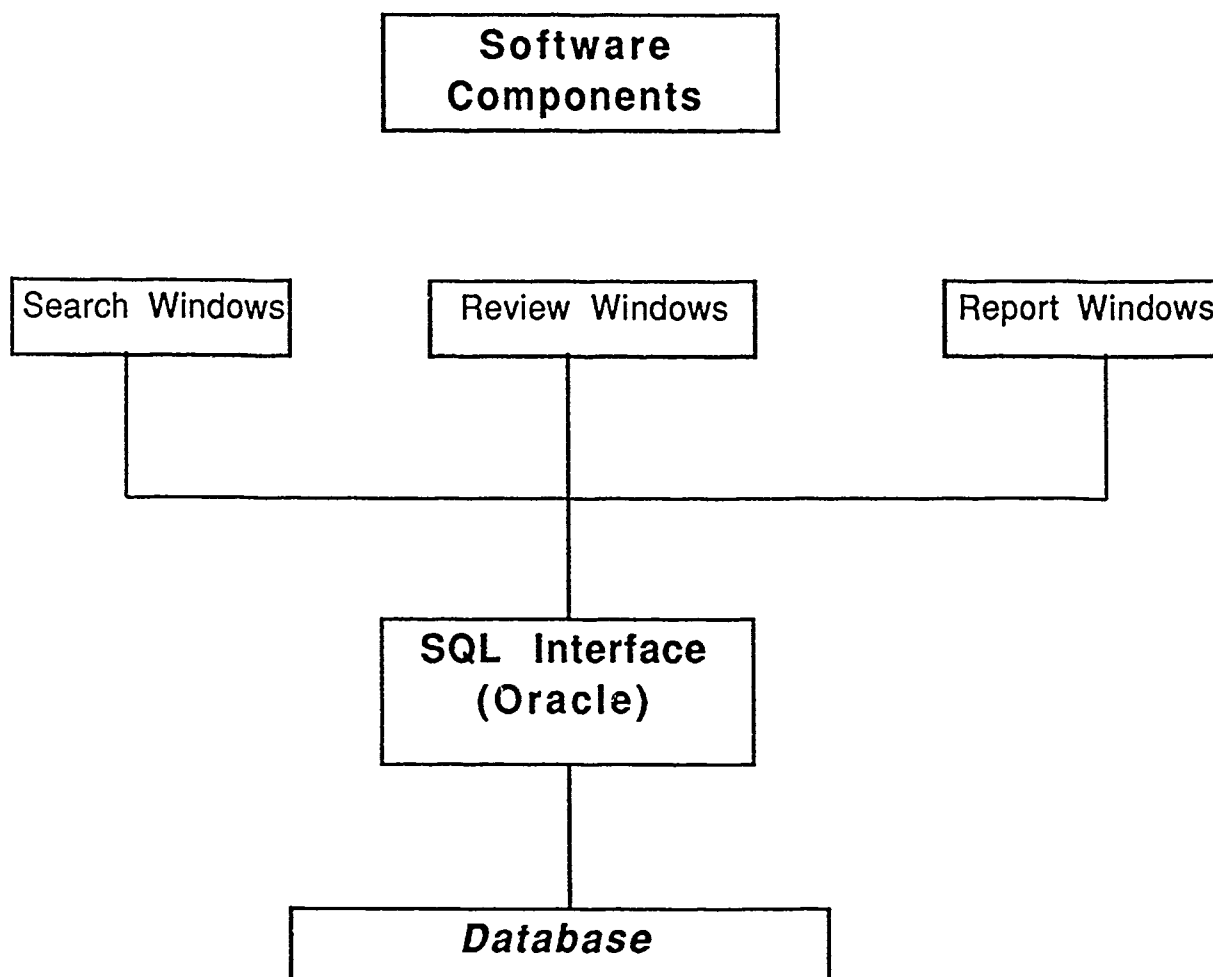 Software
Components
Search Windows
Review Windows
Report Windows
SQL Interface
(Oracle)
Database